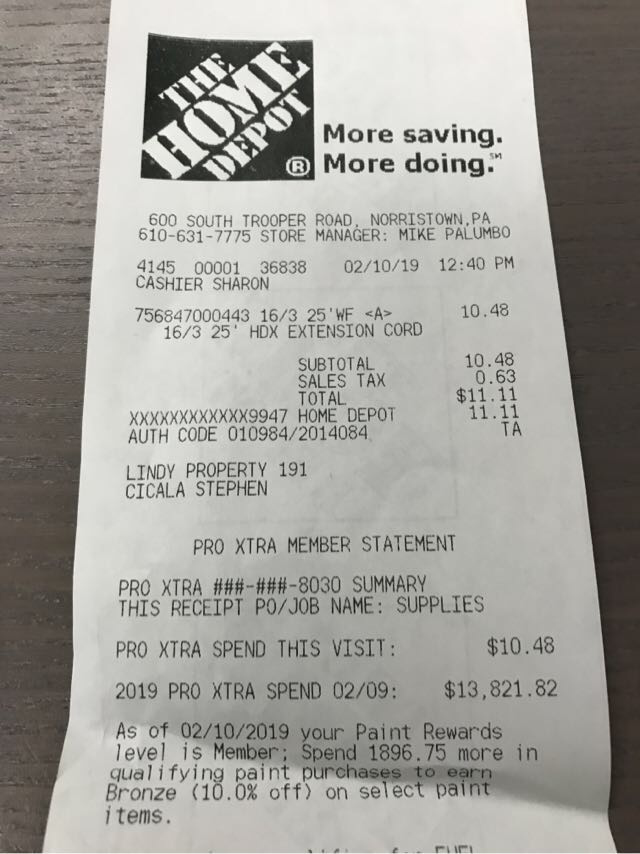 THE
HOME
DEPOT
®
More saving.
More doing.℠
600 SOUTH TROOPER ROAD, NORRISTOWN,PA
610-631-7775 STORE MANAGER: MIKE PALUMBO
4145 00001 36838 02/10/19 12:40 PM
CASHIER SHARON
756847000443 16/3 25'WF <A> 10.48
16/3 25' HDX EXTENSION CORD
SUBTOTAL 10.48
SALES TAX 0.63
TOTAL $11.11
XXXXXXXXXXXX9947 HOME DEPOT 11.11
AUTH CODE 010984/2014084 TA
LINDY PROPERTY 191
CICALA STEPHEN
PRO XTRA MEMBER STATEMENT
PRO XTRA ###-###-8030 SUMMARY
THIS RECEIPT PO/JOB NAME: SUPPLIES
PRO XTRA SPEND THIS VISIT: $10.48
2019 PRO XTRA SPEND 02/09: $13,821.82
As of 02/10/2019 your Paint Rewards
level is Member; Spend 1896.75 more in
qualifying paint purchases to earn
Bronze (10.0% off) on select paint
items.